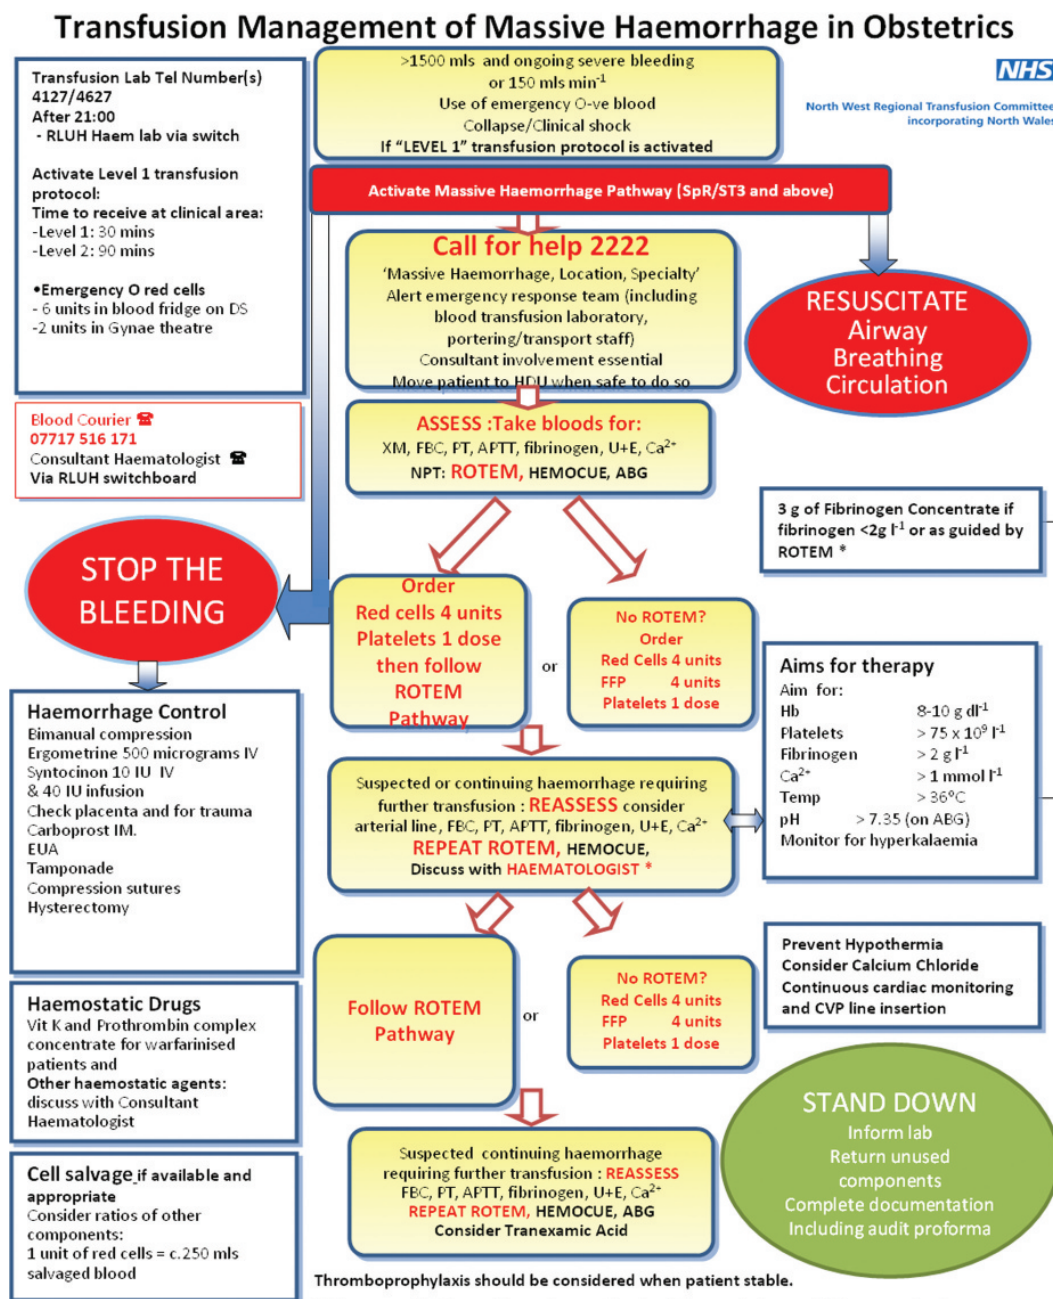 Transfusion Management of Massive Haemorrhage in Obstetrics
Transfusion Lab Tel Number(s)
4127/4627
After 21:00
- RLUH Haem lab via switch
Activate Level 1 transfusion
protocol:
Time to receive at clinical area:
-Level 1: 30 mins
-Level 2: 90 mins
•Emergency O red cells
- 6 units in blood fridge on DS
-2 units in Gynae theatre
>1500 mls and ongoing severe bleeding
or 150 mls min-1
Use of emergency O-ve blood
Collapse/Clinical shock
If "LEVEL 1" transfusion protocol is activated
NHS
North West Regional Transfusion Committee
incorporating North Wales
Activate Massive Haemorrhage Pathway (SpR/ST3 and above)
Call for help 2222
'Massive Haemorrhage, Location, Specialty'
Alert emergency response team (including
blood transfusion laboratory,
portering/transport staff)
Consultant involvement essential
Move patient to HDU when safe to do so
RESUSCITATE
Airway
Breathing
Circulation
Blood Courier ☎
07717 516 171
Consultant Haematologist ☎
Via RLUH switchboard
ASSESS :Take bloods for:
XM, FBC, PT, APTT, fibrinogen, U+E, Ca2+
NPT: ROTEM, HEMOCUE, ABG
3 g of Fibrinogen Concentrate if
fibrinogen <2g l-1 or as guided by
ROTEM *
STOP THE
BLEEDING
Order
Red cells 4 units
Platelets 1 dose
then follow
ROTEM
Pathway
or
No ROTEM?
Order
Red Cells 4 units
FFP 4 units
Platelets 1 dose
Aims for therapy
Aim for:
Hb 8-10 g dl-1
Platelets > 75 x 10⁹ l-1
Fibrinogen > 2 g l-1
Ca2+ > 1 mmol l-1
Temp > 36°C
pH > 7.35 (on ABG)
Monitor for hyperkalaemia
Haemorrhage Control
Bimanual compression
Ergometrine 500 micrograms IV
Syntocinon 10 IU IV
& 40 IU infusion
Check placenta and for trauma
Carboprost IM.
EUA
Tamponade
Compression sutures
Hysterectomy
Suspected or continuing haemorrhage requiring
further transfusion : REASSESS consider
arterial line, FBC, PT, APTT, fibrinogen, U+E, Ca2+
REPEAT ROTEM, HEMOCUE,
Discuss with HAEMATOLOGIST *
Follow ROTEM
Pathway
or
No ROTEM?
Red Cells 4 units
FFP 4 units
Platelets 1 dose
Prevent Hypothermia
Consider Calcium Chloride
Continuous cardiac monitoring
and CVP line insertion
Haemostatic Drugs
Vit K and Prothrombin complex
concentrate for warfarinised
patients and
Other haemostatic agents:
discuss with Consultant
Haematologist
STAND DOWN
Inform lab
Return unused
components
Complete documentation
Including audit proforma
Cell salvage if available and
appropriate
Consider ratios of other
components:
1 unit of red cells = c.250 mls
salvaged blood
Suspected continuing haemorrhage
requiring further transfusion : REASSESS
FBC, PT, APTT, fibrinogen, U+E, Ca2+
REPEAT ROTEM, HEMOCUE, ABG
Consider Tranexamic Acid
Thromboprophylaxis should be considered when patient stable.